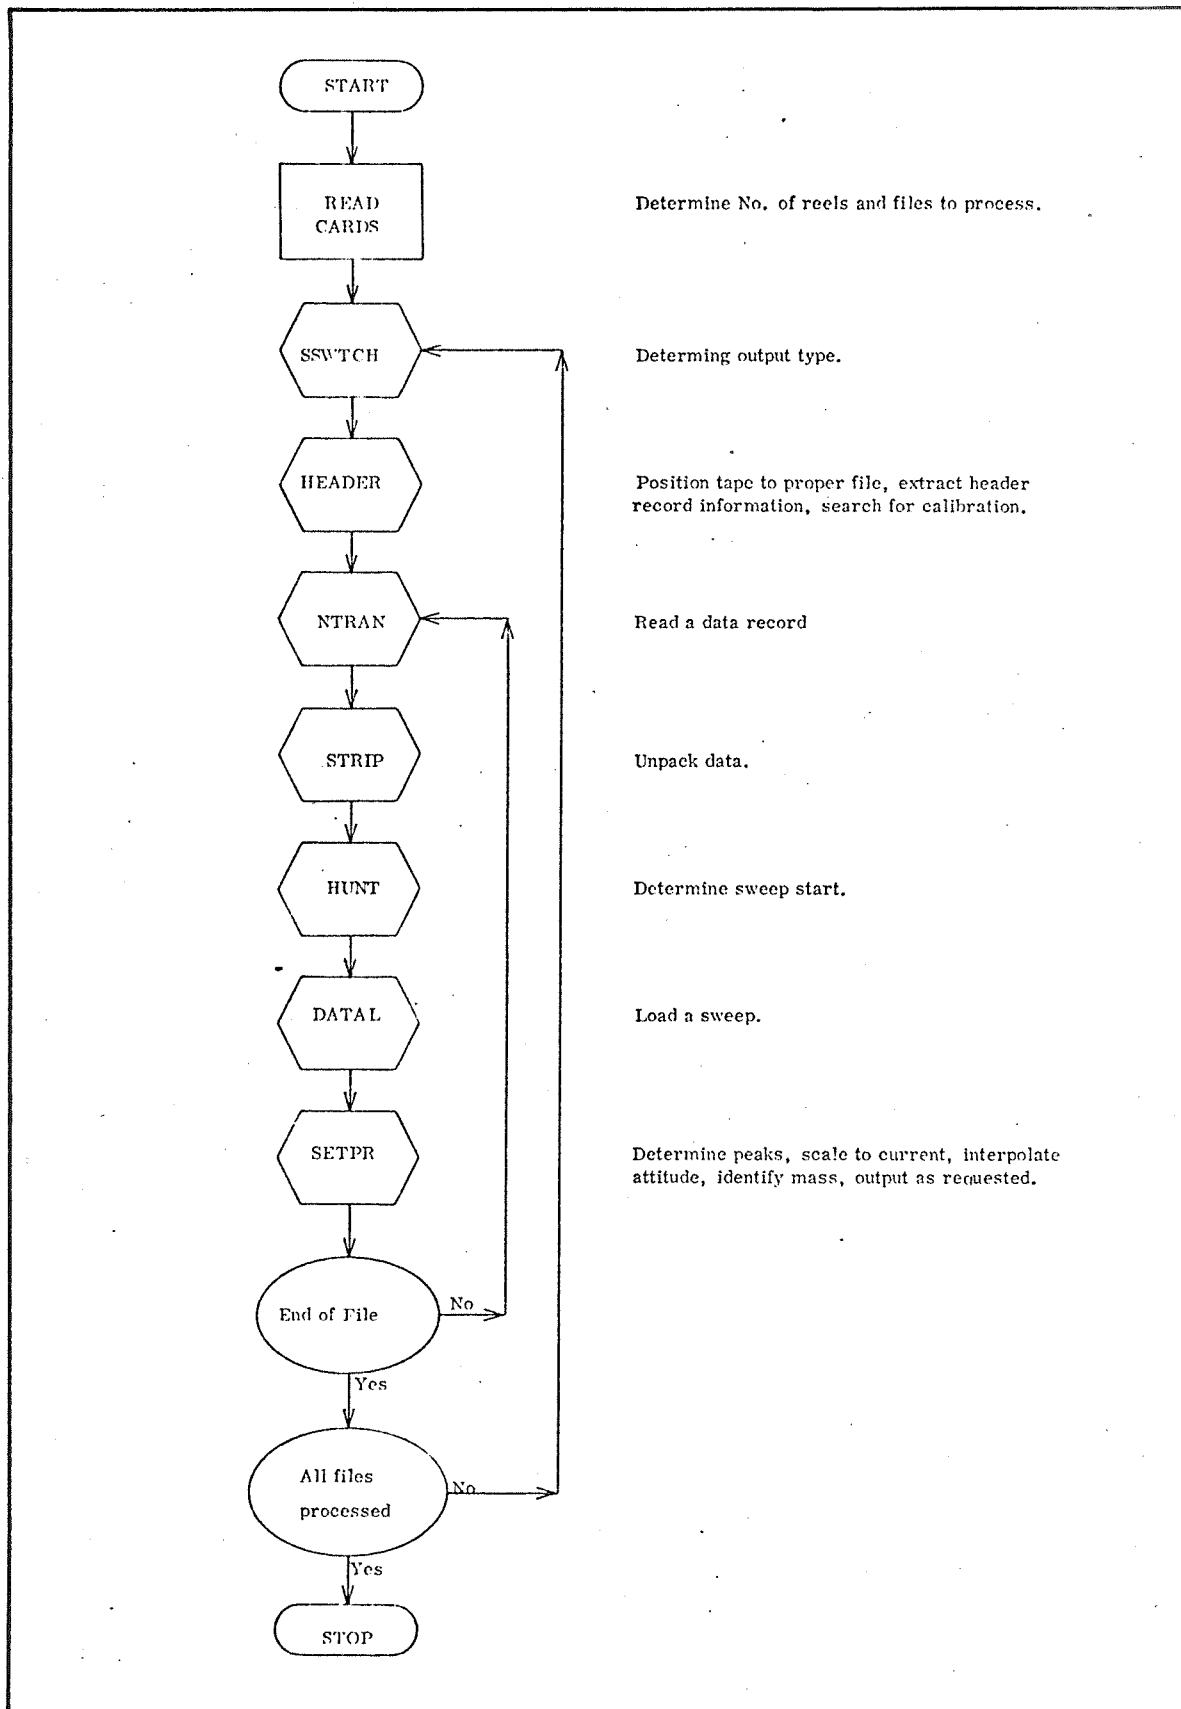 START
READ
CARDS
Determine No. of reels and files to process.
SSWTCH
Determing output type.
HEADER
Position tape to proper file, extract header
record information, search for calibration.
NTRAN
Read a data record
STRIP
Unpack data.
HUNT
Determine sweep start.
DATAL
Load a sweep.
SETPR
Determine peaks, scale to current, interpolate
attitude, identify mass, output as requested.
End of File
No
Yes
All files
processed
No
Yes
STOP